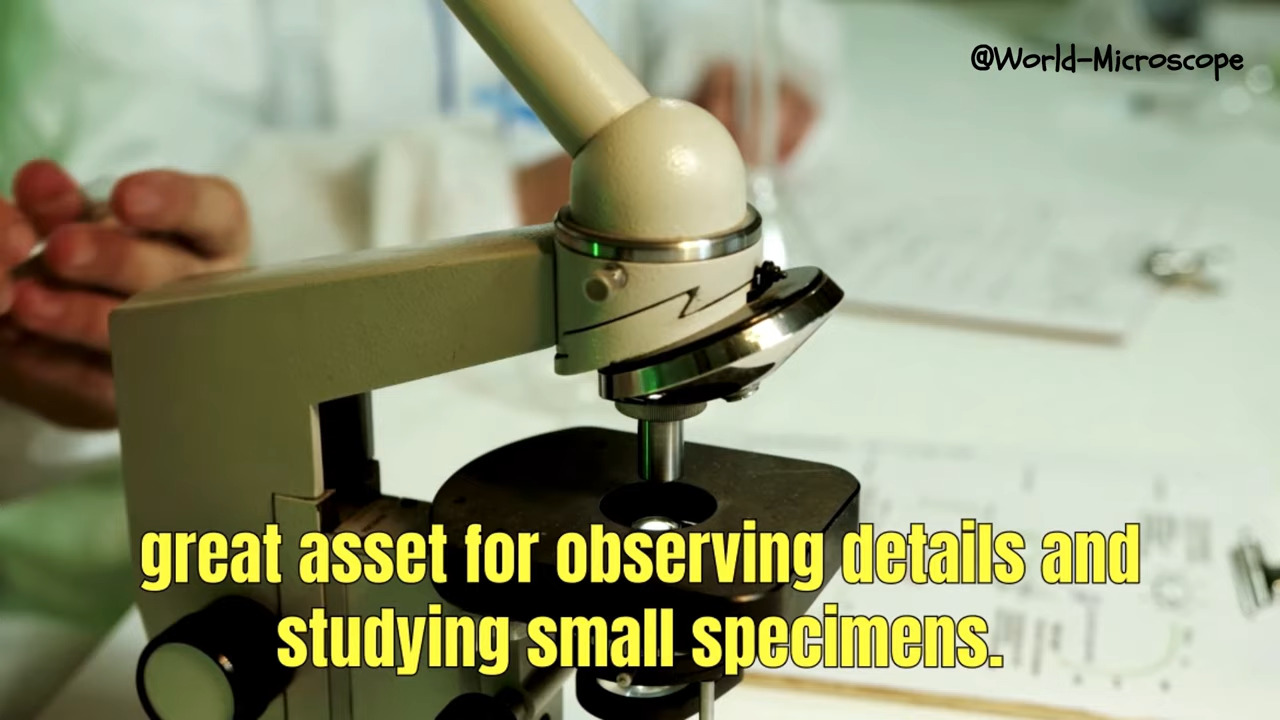 @World-Microscope
great asset for observing details and
studying small specimens.